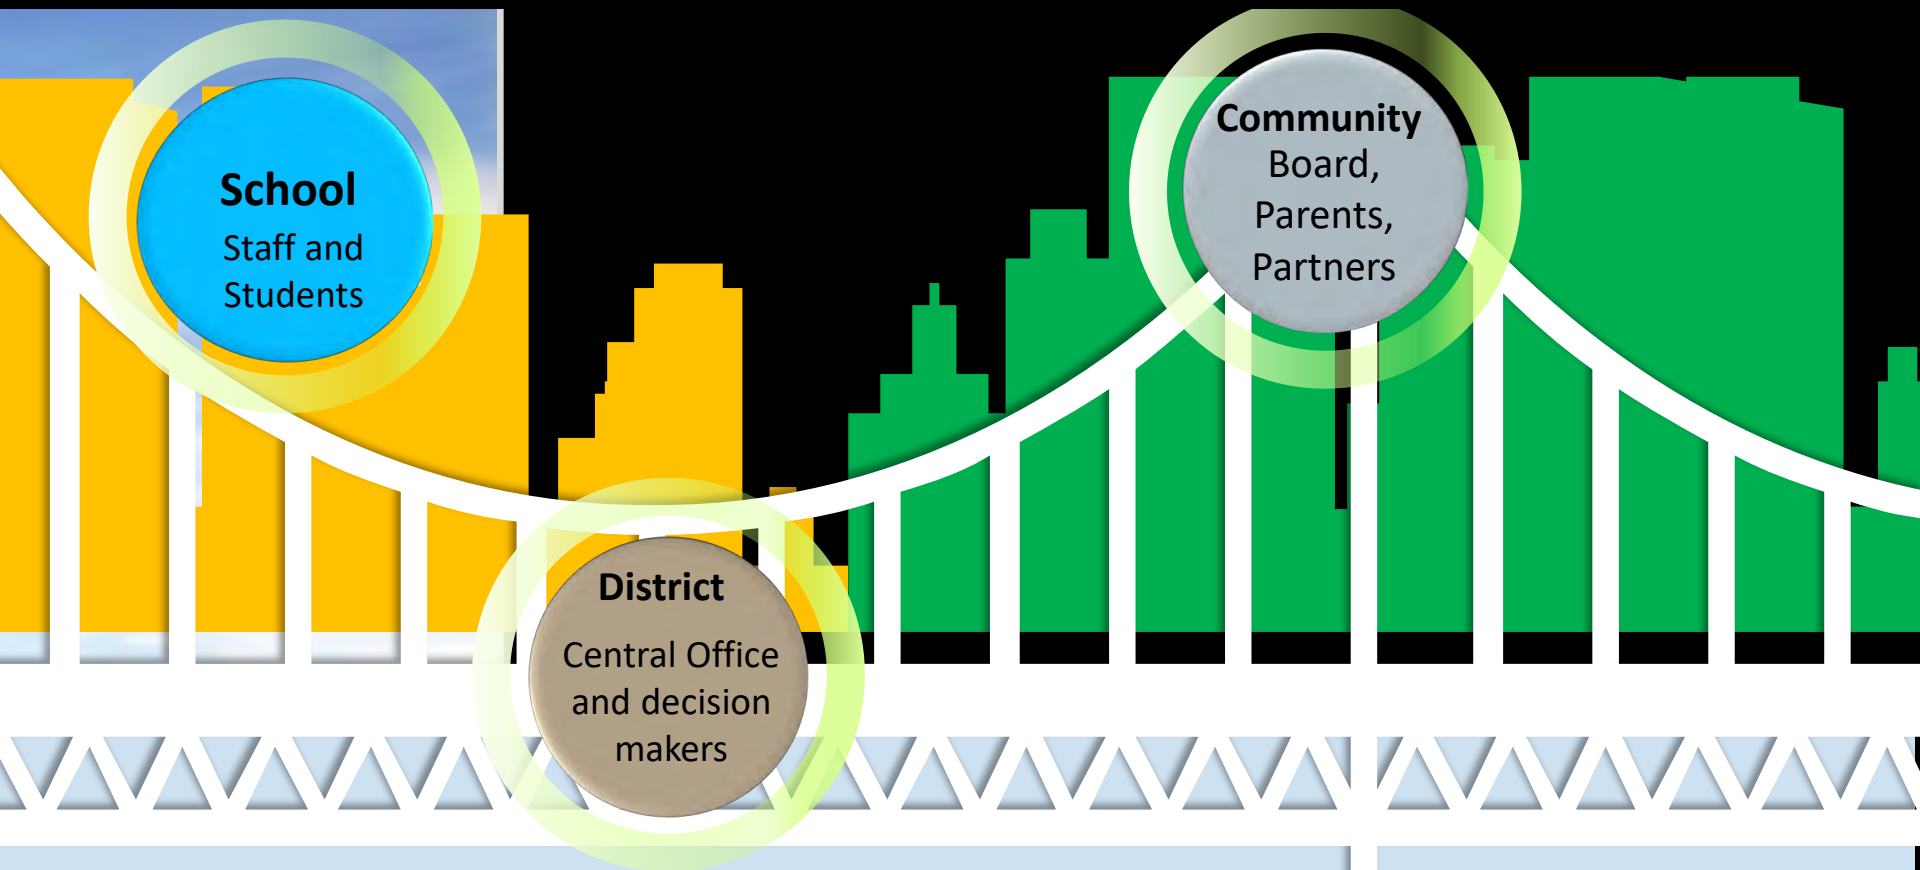 School
Staff and
Students
Community
Board,
Parents,
Partners
District
Central Office
and decision
makers